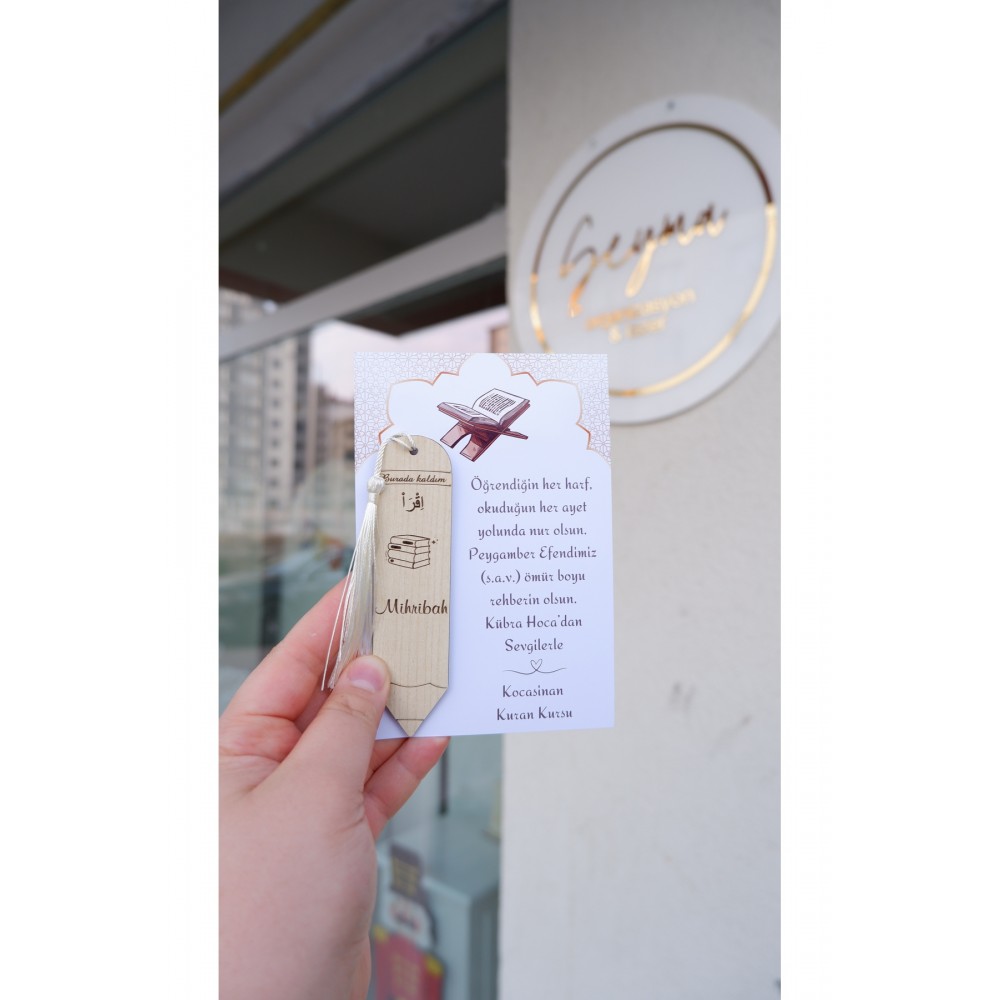 Geyna
Burada kaldım
اِقْرَأْ
Mihribah
Öğrendiğin her harf,
okuduğun her ayet
yolunda nur olsun.
Peygamber Efendimiz
(s.a.v.) ömür boyu
rehberin olsun.
Kübra Hoca'dan
Sevgilerle
Kocasinan
Kuran Kursu